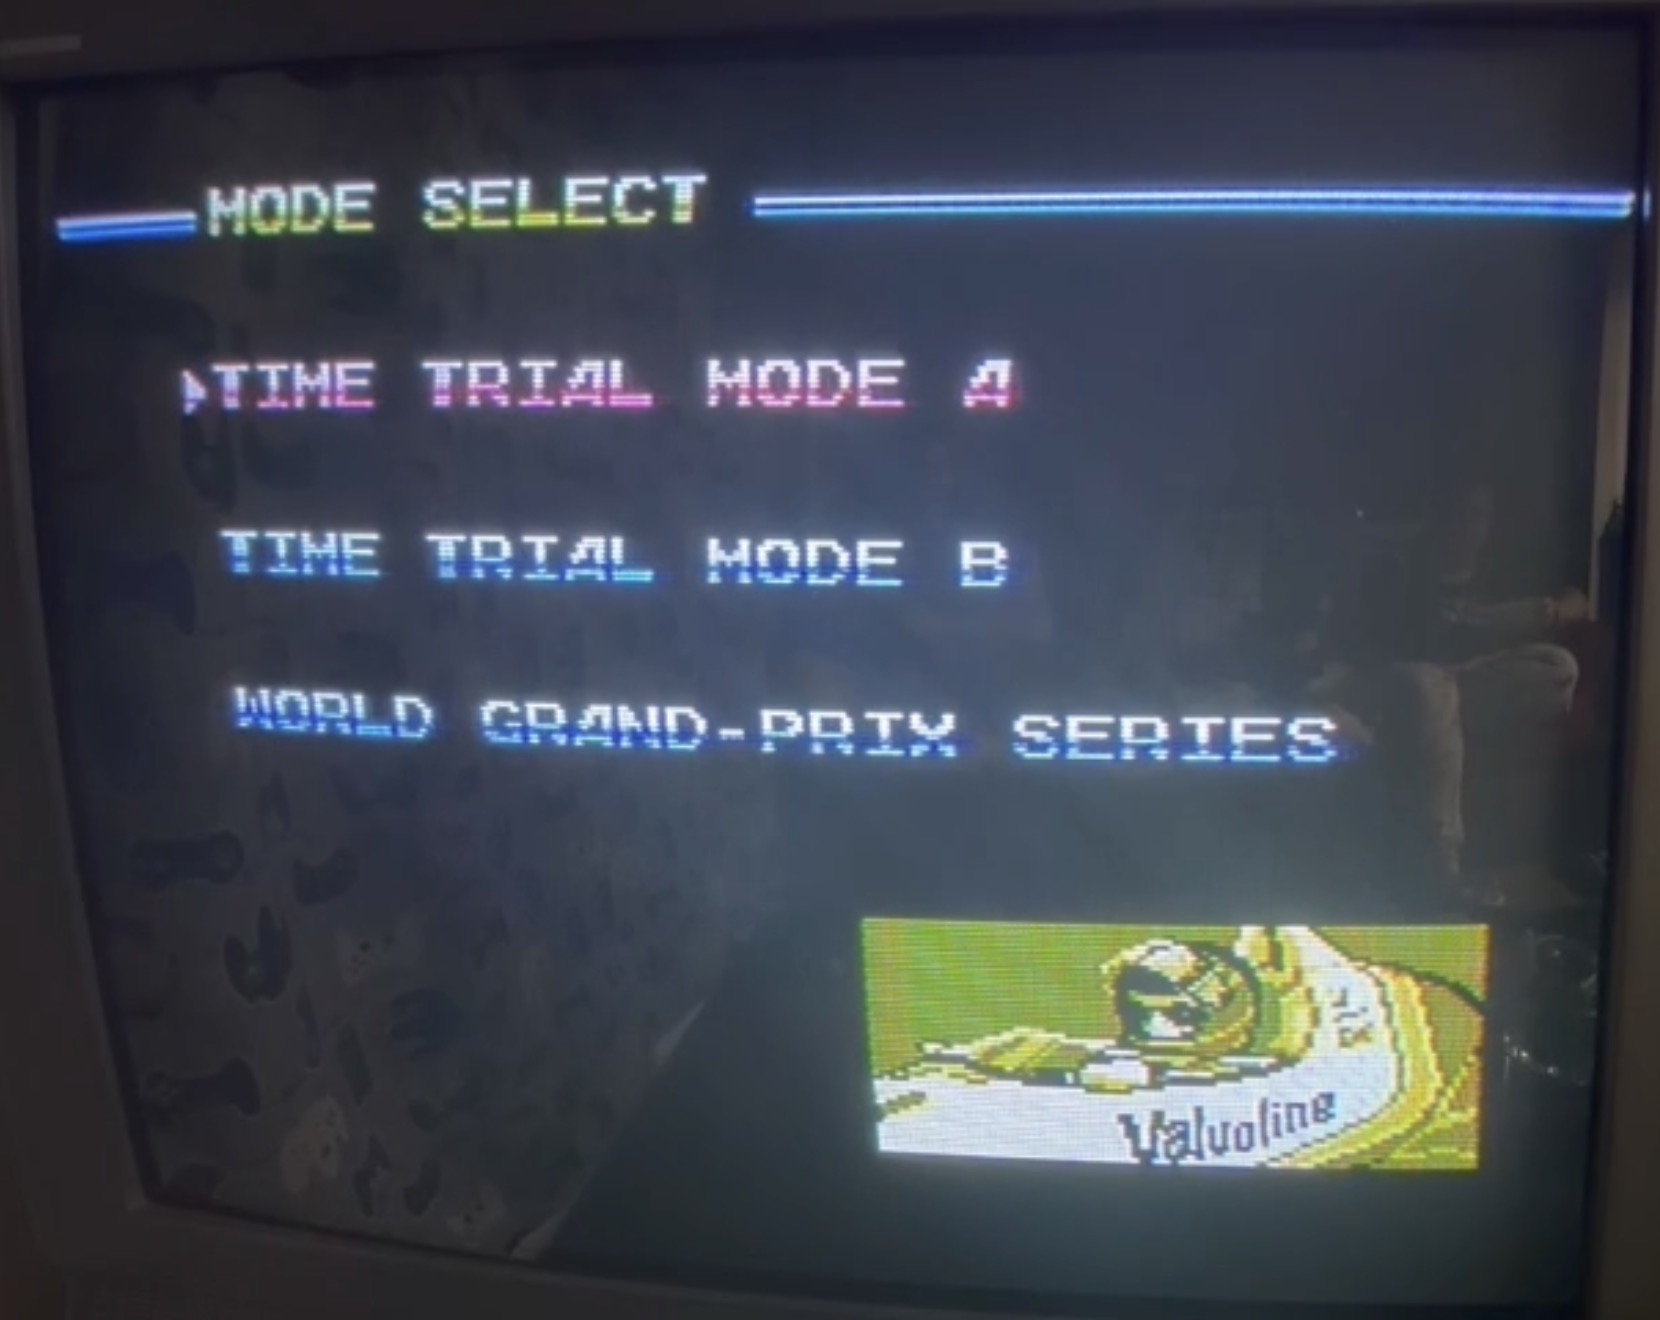 MODE SELECT
TIME TRIAL MODE A
TIME TRIAL MODE B
WORLD GRAND-PRIX SERIES
Valvoline